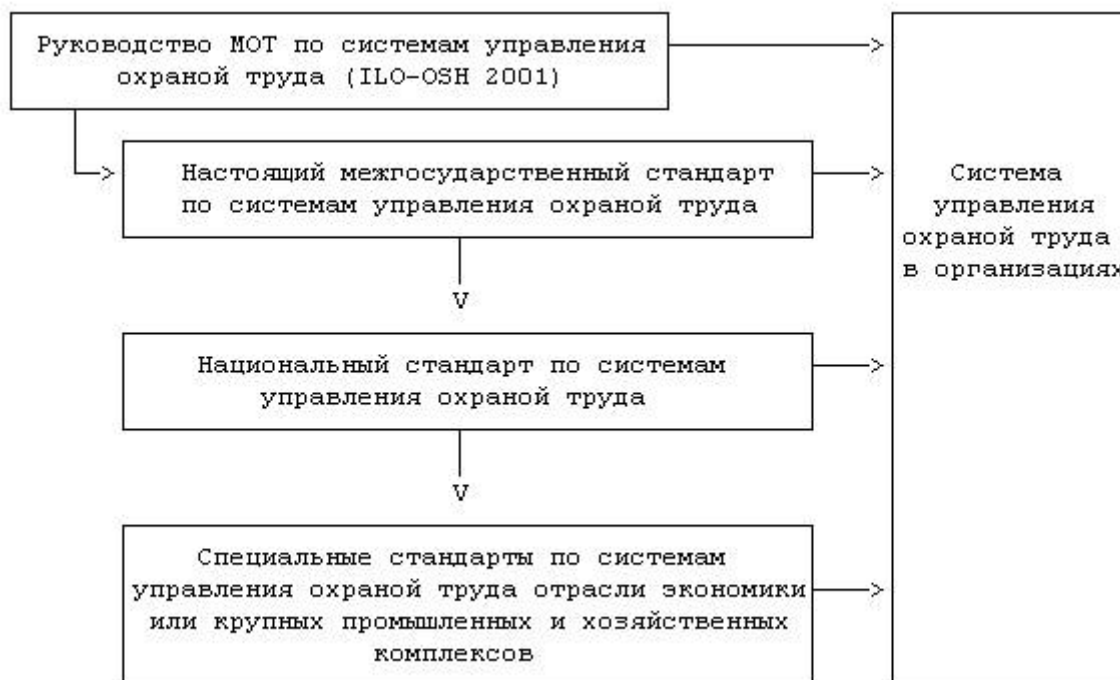 Руководство МОТ по системам управления
охраной труда (ILO-OSH 2001)
Настоящий межгосударственный стандарт
по системам управления охраной труда
Национальный стандарт по системам
управления охраной труда
Специальные стандарты по системам
управления охраной труда отрасли экономики
или крупных промышленных и хозяйственных
комплексов
Система
управления
охраной труда
в организациях